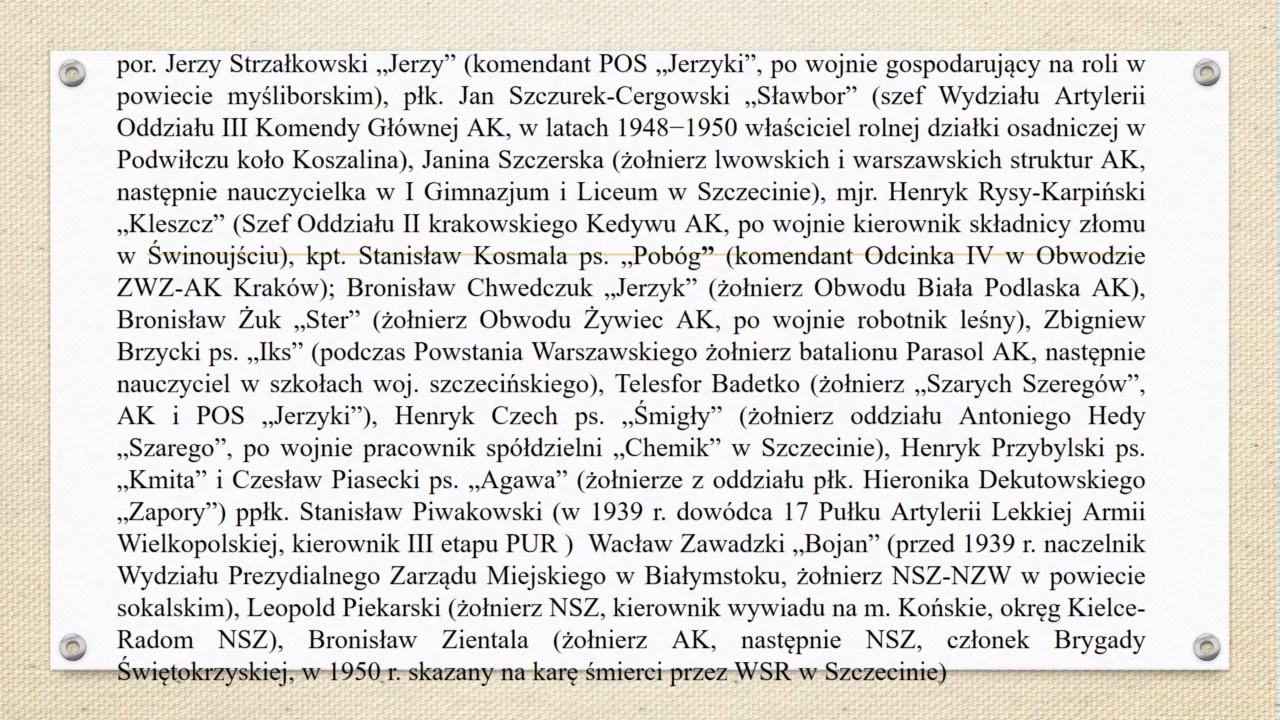 por. Jerzy Strzałkowski „Jerzy” (komendant POS „Jerzyki”, po wojnie gospodarujący na roli w
powiecie myśliborskim), płk. Jan Szczurek-Cergowski „Sławbor” (szef Wydziału Artylerii
Oddziału III Komendy Głównej AK, w latach 1948−1950 właściciel rolnej działki osadniczej w
Podwilczu koło Koszalina), Janina Szczerska (żołnierz lwowskich i warszawskich struktur AK,
następnie nauczycielka w I Gimnazjum i Liceum w Szczecinie), mjr. Henryk Rysy-Karpiński
„Kleszcz” (Szef Oddziału II krakowskiego Kedywu AK, po wojnie kierownik składnicy złomu
w Świnoujściu), kpt. Stanisław Kosmala ps. „Pobóg” (komendant Odcinka IV w Obwodzie
ZWZ-AK Kraków); Bronisław Chwedczuk „Jerzyk” (żołnierz Obwodu Biała Podlaska AK),
Bronisław Żuk „Ster” (żołnierz Obwodu Żywiec AK, po wojnie robotnik leśny), Zbigniew
Brzycki ps. „Iks” (podczas Powstania Warszawskiego żołnierz batalionu Parasol AK, następnie
nauczyciel w szkołach woj. szczecińskiego), Telesfor Badetko (żołnierz „Szarych Szeregów”,
AK i POS „Jerzyki”), Henryk Czech ps. „Śmigły” (żołnierz oddziału Antoniego Hedy
„Szarego”, po wojnie pracownik spółdzielni „Chemik” w Szczecinie), Henryk Przybylski ps.
„Kmita” i Czesław Piasecki ps. „Agawa” (żołnierze z oddziału płk. Hieronika Dekutowskiego
„Zapory”) ppłk. Stanisław Piwakowski (w 1939 r. dowódca 17 Pułku Artylerii Lekkiej Armii
Wielkopolskiej, kierownik III etapu PUR ) Wacław Zawadzki „Bojan” (przed 1939 r. naczelnik
Wydziału Prezydialnego Zarządu Miejskiego w Białymstoku, żołnierz NSZ-NZW w powiecie
sokalskim), Leopold Piekarski (żołnierz NSZ, kierownik wywiadu na m. Końskie, okręg Kielce-
Radom NSZ), Bronisław Zientala (żołnierz AK, następnie NSZ, członek Brygady
Świętokrzyskiej, w 1950 r. skazany na karę śmierci przez WSR w Szczecinie)